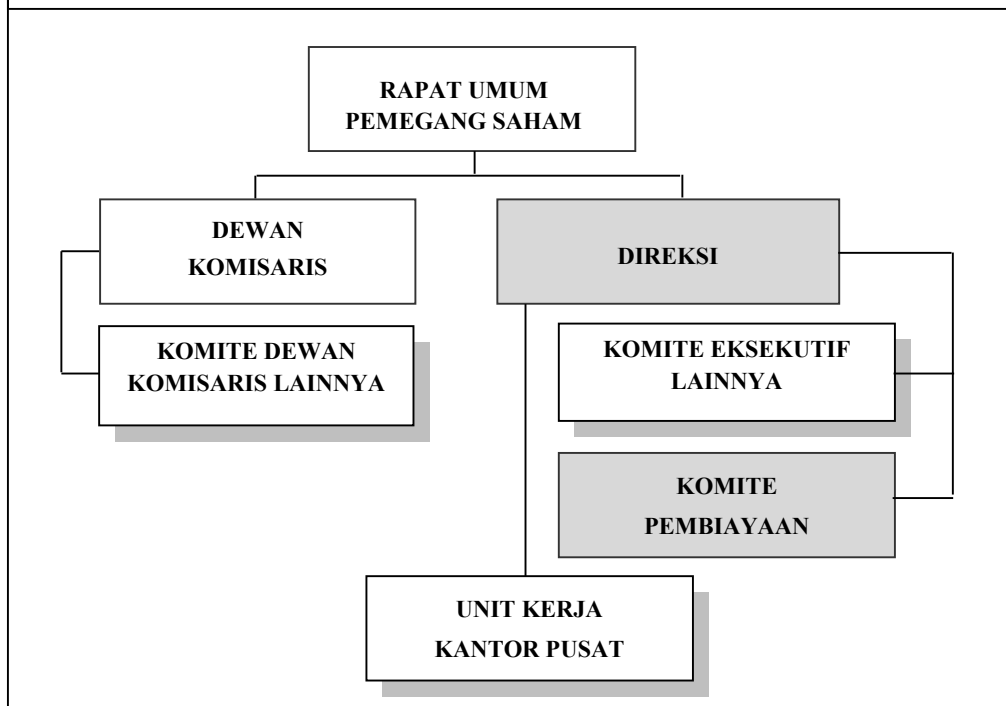 RAPAT UMUM
PEMEGANG SAHAM
DEWAN
KOMISARIS
DIREKSI
KOMITE DEWAN
KOMISARIS LAINNYA
KOMITE EKSEKUTIF
LAINNYA
KOMITE
PEMBIAYAAN
UNIT KERJA
KANTOR PUSAT